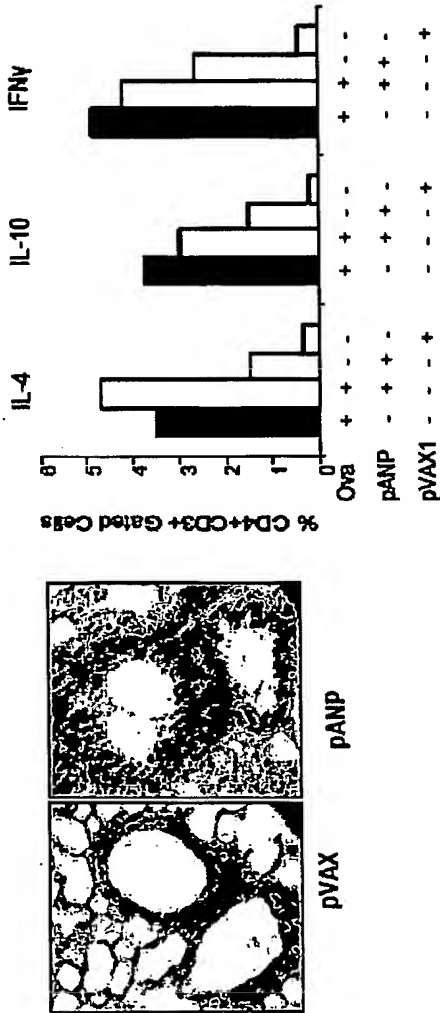 pVAX pANP
% CD4+CD3+ Gated Cells
IL-4 IL-10 IFNγ
6
5
4
3
2
1
0
Ova + + - - + + - - + + - -
pANP - + + - - + + - - + + -
pVAX1 - - - + - - - + - - - +